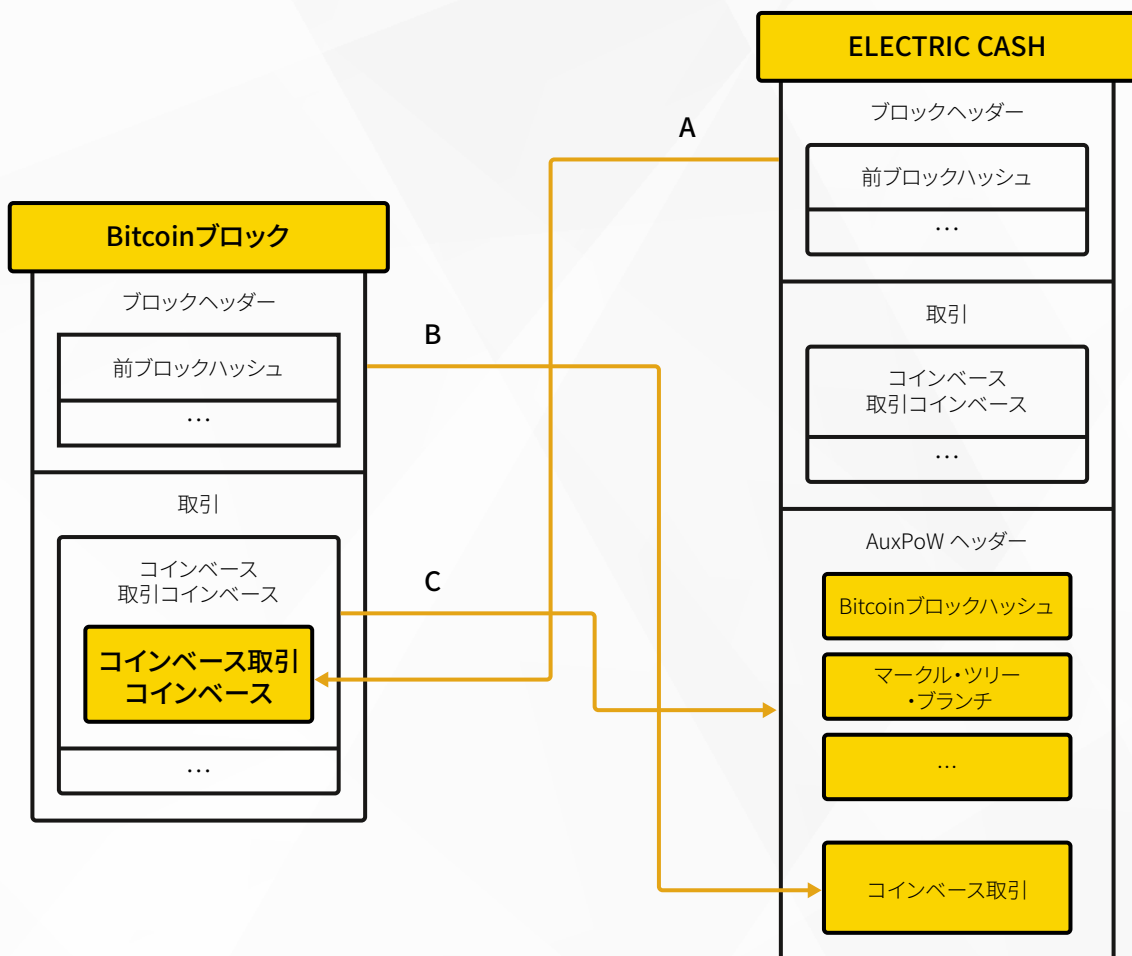 Bitcoinブロック
ブロックヘッダー
前ブロックハッシュ
…
取引
コインベース
取引コインベース
コインベース取引
コインベース
…
A
B
C
ELECTRIC CASH
ブロックヘッダー
前ブロックハッシュ
…
取引
コインベース
取引コインベース
…
AuxPoW ヘッダー
Bitcoinブロックハッシュ
マークル・ツリー
・ブランチ
…
コインベース取引